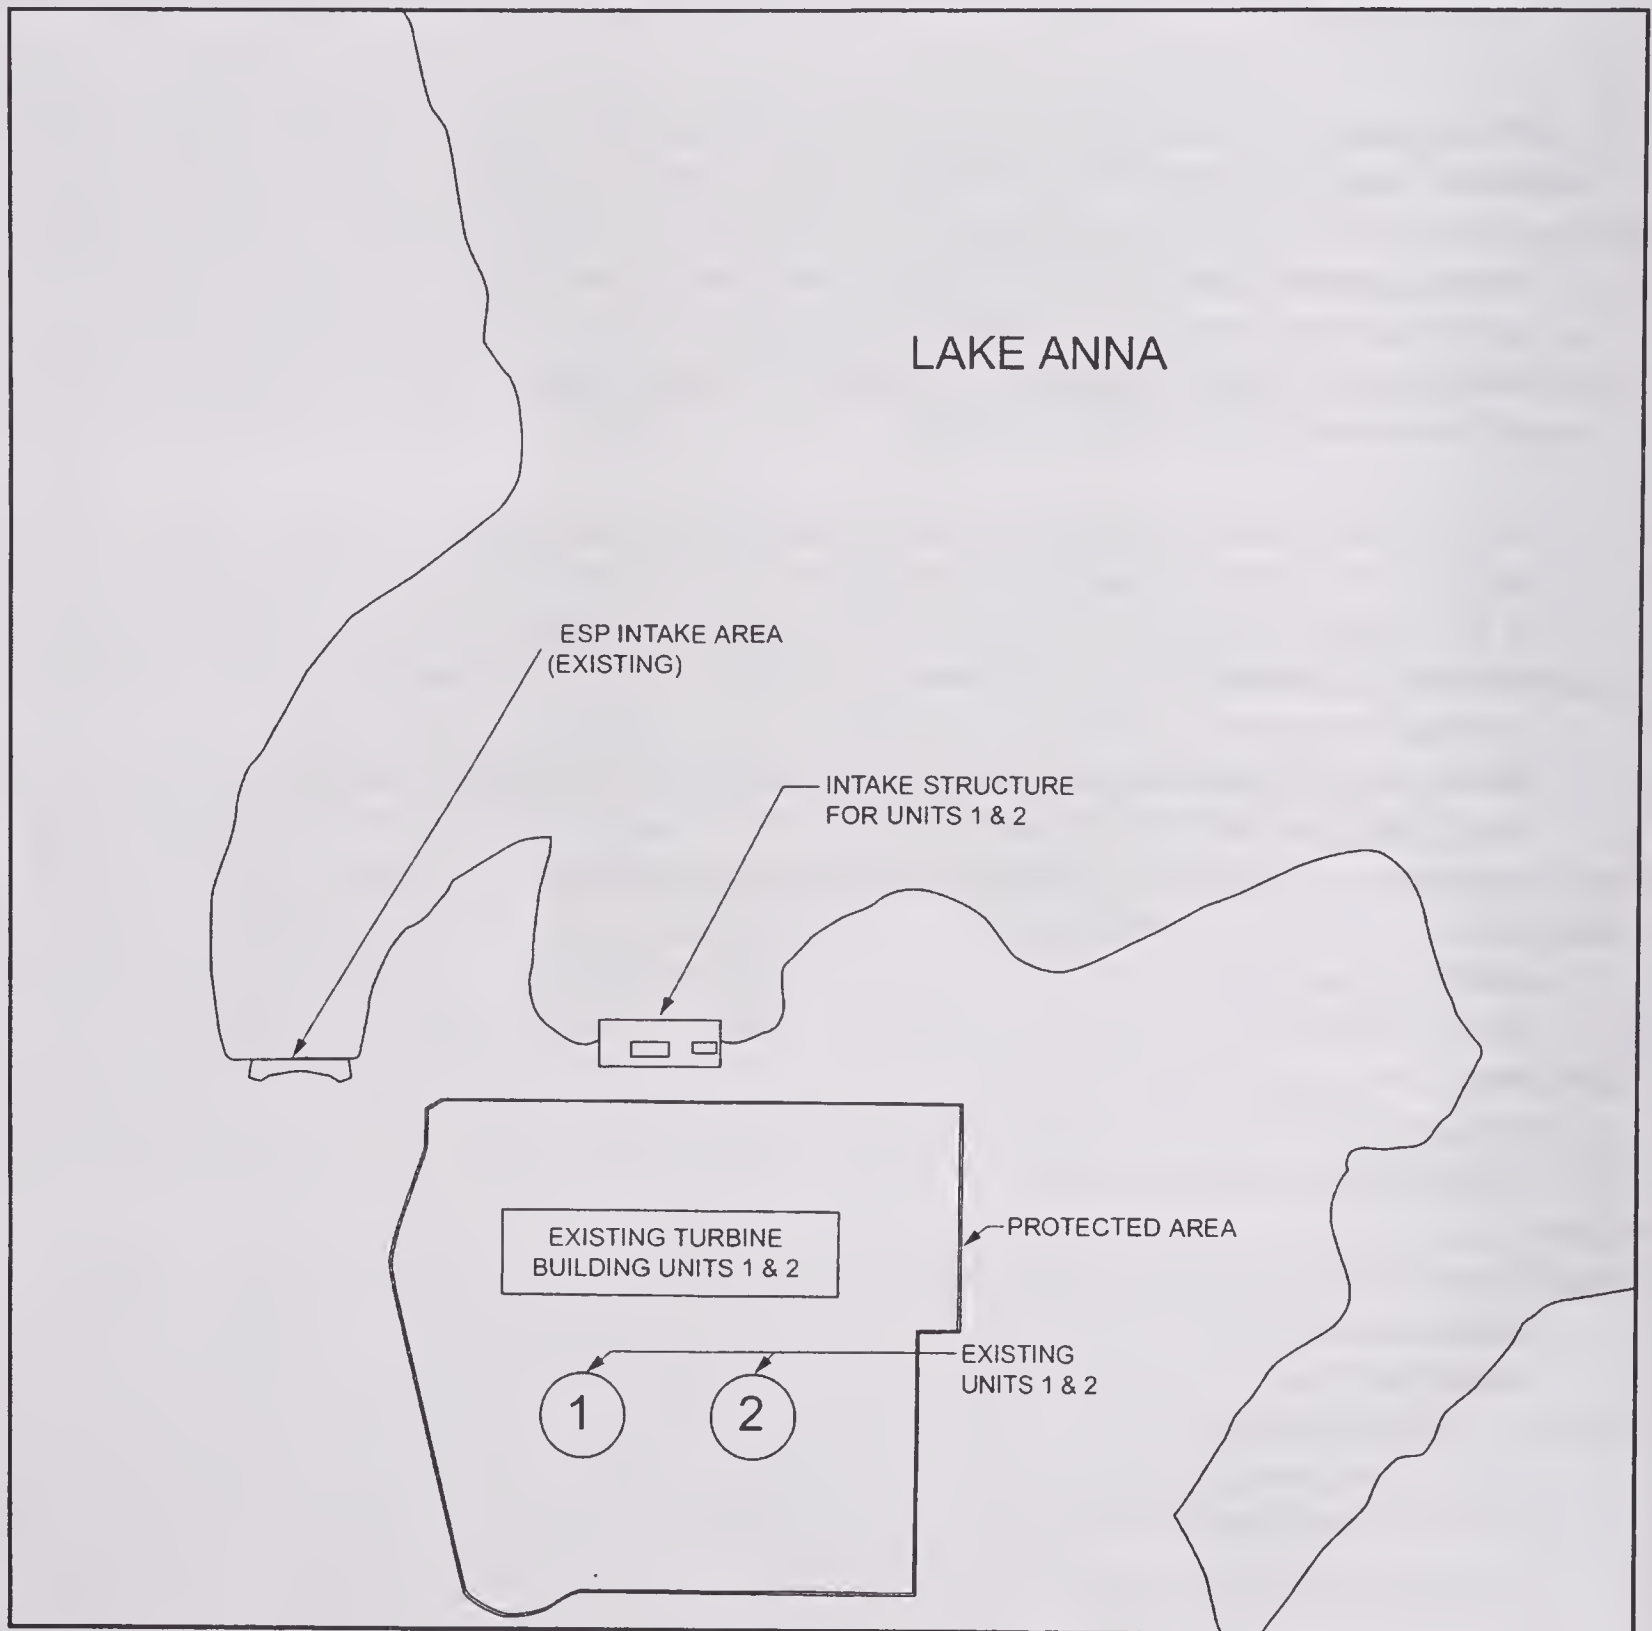 LAKE ANNA
ESP INTAKE AREA
(EXISTING)
INTAKE STRUCTURE
FOR UNITS 1 & 2
EXISTING TURBINE
BUILDING UNITS 1 & 2
PROTECTED AREA
EXISTING
UNITS 1 & 2
1
2